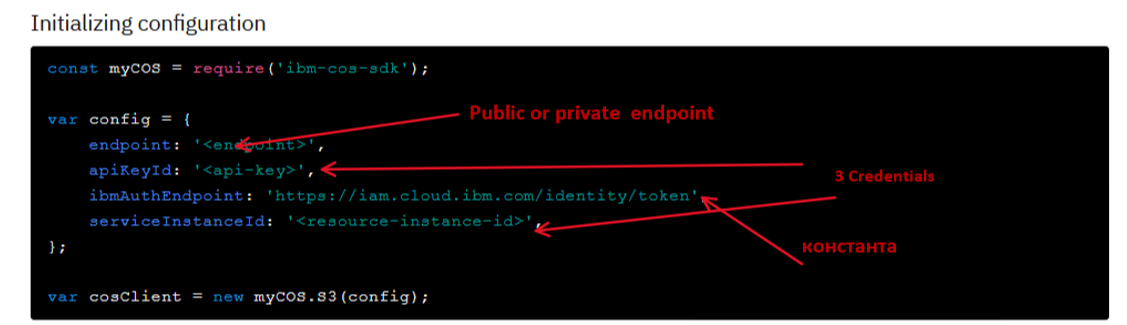 Initializing configuration
const myCOS = require('ibm-cos-sdk');
var config = {
endpoint: '<endpoint>',
apiKeyId: '<api-key>',
ibmAuthEndpoint: 'https://iam.cloud.ibm.com/identity/token',
serviceInstanceId: '<resource-instance-id>',
};
var cosClient = new myCOS.S3(config);
Public or private endpoint
3 Credentials
константа